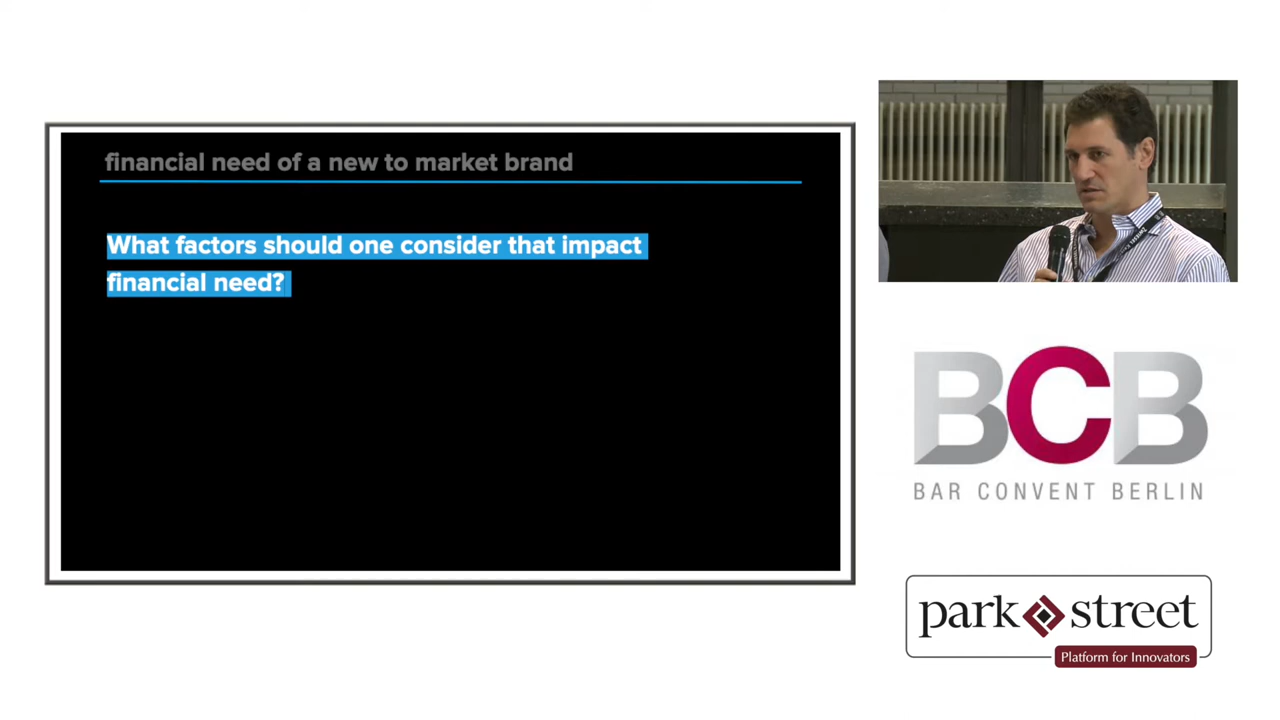 financial need of a new to market brand
What factors should one consider that impact
financial need?
BCB
BAR CONVENT BERLIN
park street
Platform for Innovators